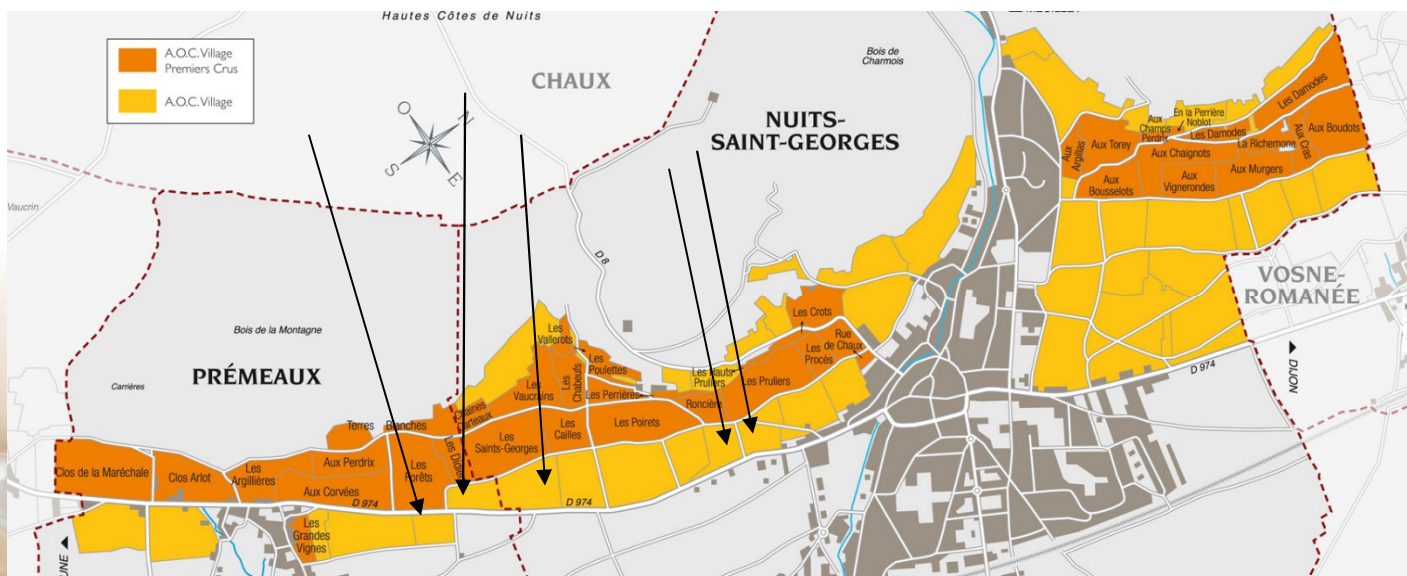 Hautes Côtes de Nuits
A.O.C. Village
Premiers Crus
A.O.C. Village
CHAUX
Bois de
Charmois
O
N
S
E
NUITS-
SAINT-GEORGES
Vaucrin
D 8
En la Perrière
Noblot
Les Damodes
Aux
Champs
Perdrix
Les Damodes
Aux
Argillas
Aux Torey
La Richemone
Aux Cras
Aux Boudots
Aux Chaignots
Aux
Bousselots
Aux
Vignerondes
Aux Murgers
VOSNE-
ROMANÉE
DIJON
D 974
Bois de la Montagne
PRÉMEAUX
Carrières
Les
Vallerots
Les Crots
Rue
de Chaux
Les
Procès
Les
Poulettes
Les
Chabeufs
Les
Vaucrains
Les Perrières
Les Hauts
Pruliers
Les Pruliers
Roncière
Chaines
Carteaux
Terres Blanches
Les
Saints-Georges
Les
Cailles
Les Poirets
Clos de la Maréchale
Clos Arlot
Les
Argillières
Aux Perdrix
Aux Corvées
Les
Forêts
Les Didiers
D 974
D 974
Les
Grandes
Vignes